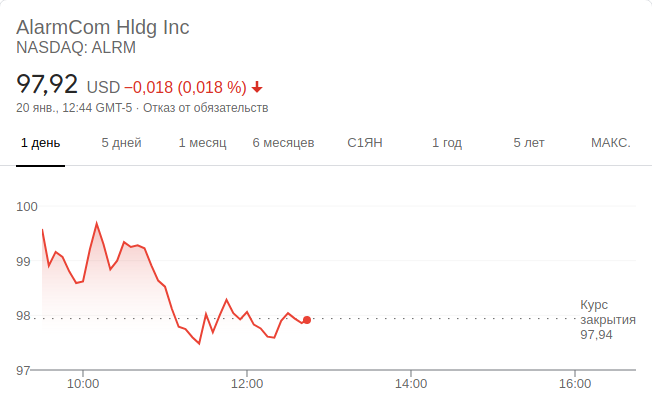 AlarmCom Hldg Inc
NASDAQ: ALRM
97,92 USD −0,018 (0,018 %)
20 янв., 12:44 GMT-5 · Отказ от обязательств
1 день 5 дней 1 месяц 6 месяцев С1ЯН 1 год 5 лет МАКС.
100
99
98
97
Курс
закрытия
97,94
10:00 12:00 14:00 16:00